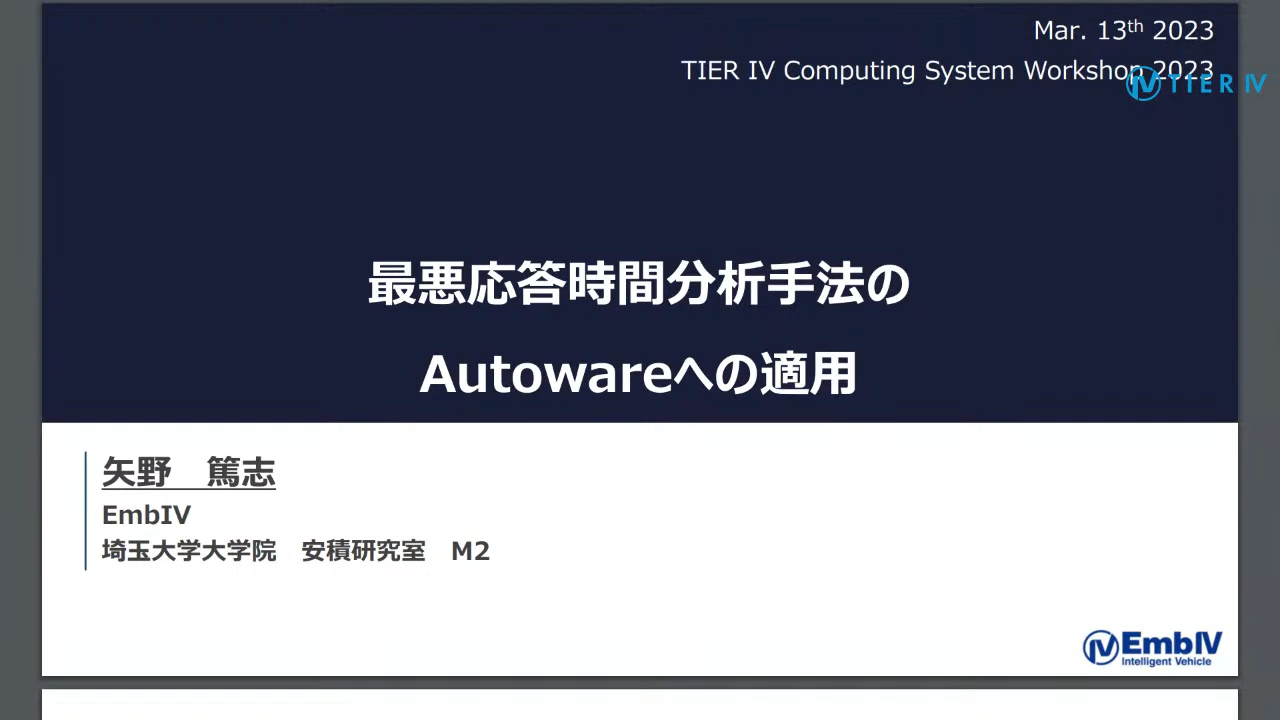 Mar. 13th 2023
TIER IV Computing System Workshop 2023
TIER IV
最悪応答時間分析手法の
Autowareへの適用
矢野　篤志
EmbIV
埼玉大学大学院　安積研究室　M2
EmbIV
Intelligent Vehicle